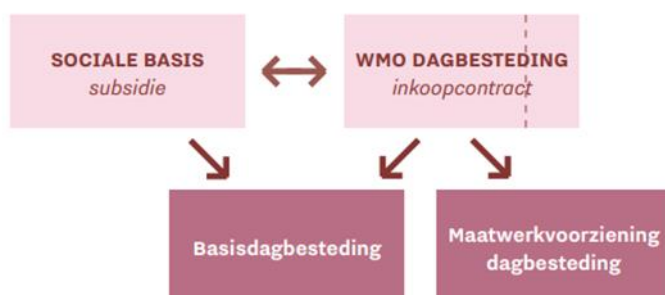 SOCIALE BASIS
subsidie
WMO DAGBESTEDING
inkoopcontract
Basisdagbesteding
Maatwerkvoorziening
dagbesteding